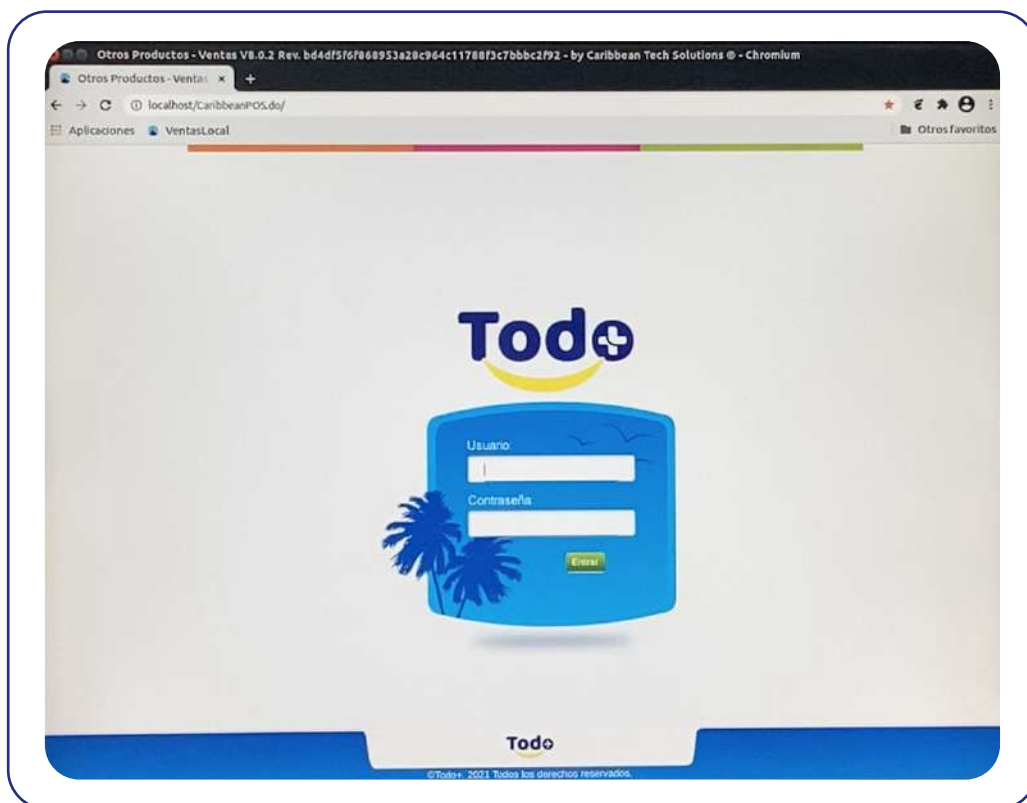 Otros Productos - Ventas V8.0.2 Rev. bd4df5f6f868953a28c964c11788f3c7bbbc2f92 - by Caribbean Tech Solutions © - Chromium
Otros Productos - Ventas
localhost/CaribbeanPOS.do/
Aplicaciones VentasLocal Otros favoritos
Todo
Usuario:
Contraseña
Entrar
Todo
©Todo+. 2021 Todos los derechos reservados.